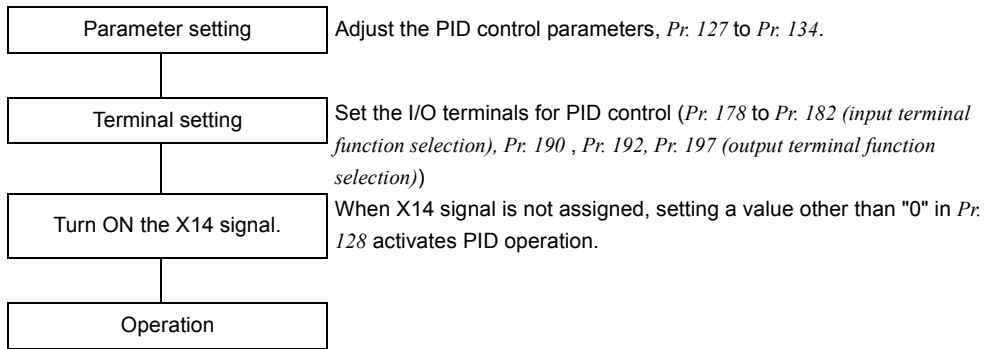 Parameter setting
Adjust the PID control parameters, Pr. 127 to Pr. 134.
Terminal setting
Set the I/O terminals for PID control (Pr. 178 to Pr. 182 (input terminal
function selection), Pr. 190 , Pr. 192, Pr. 197 (output terminal function
selection))
Turn ON the X14 signal.
When X14 signal is not assigned, setting a value other than "0" in Pr.
128 activates PID operation.
Operation